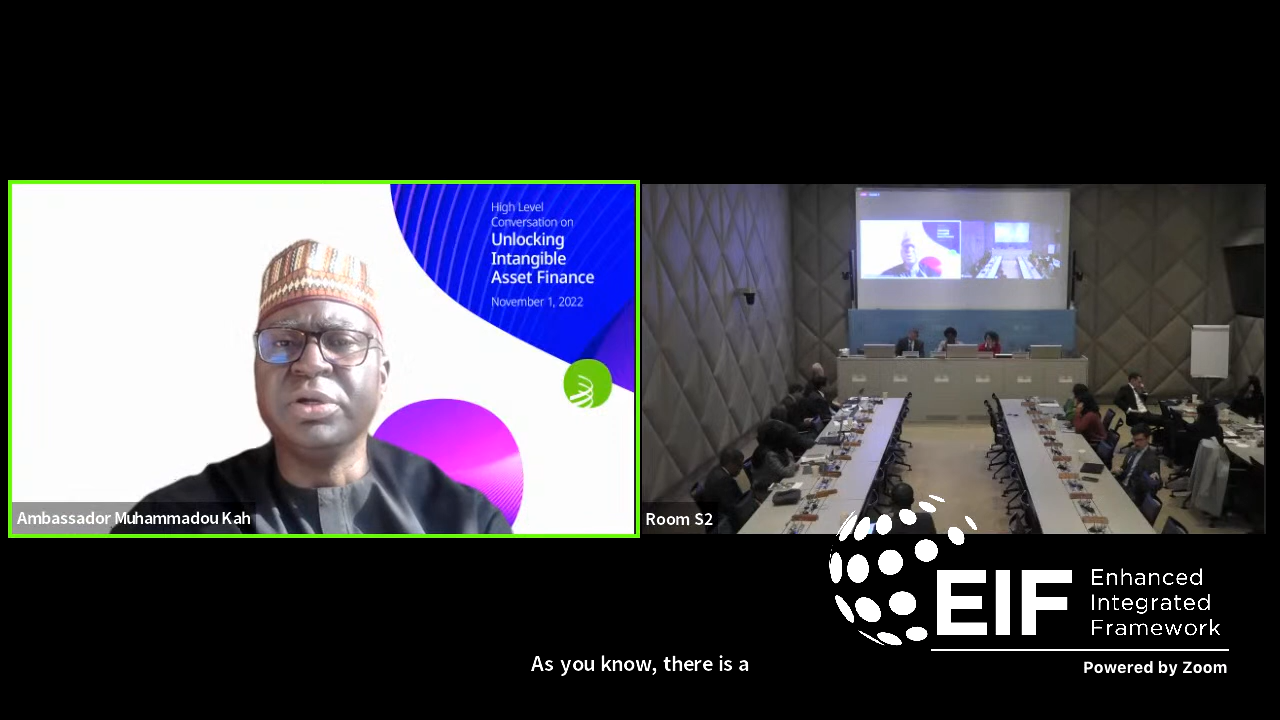 High Level
Conversation on
Unlocking
Intangible
Asset Finance
November 1, 2022
Ambassador Muhammadou Kah
Room S2
EIF
Enhanced
Integrated
Framework
Powered by Zoom
As you know, there is a